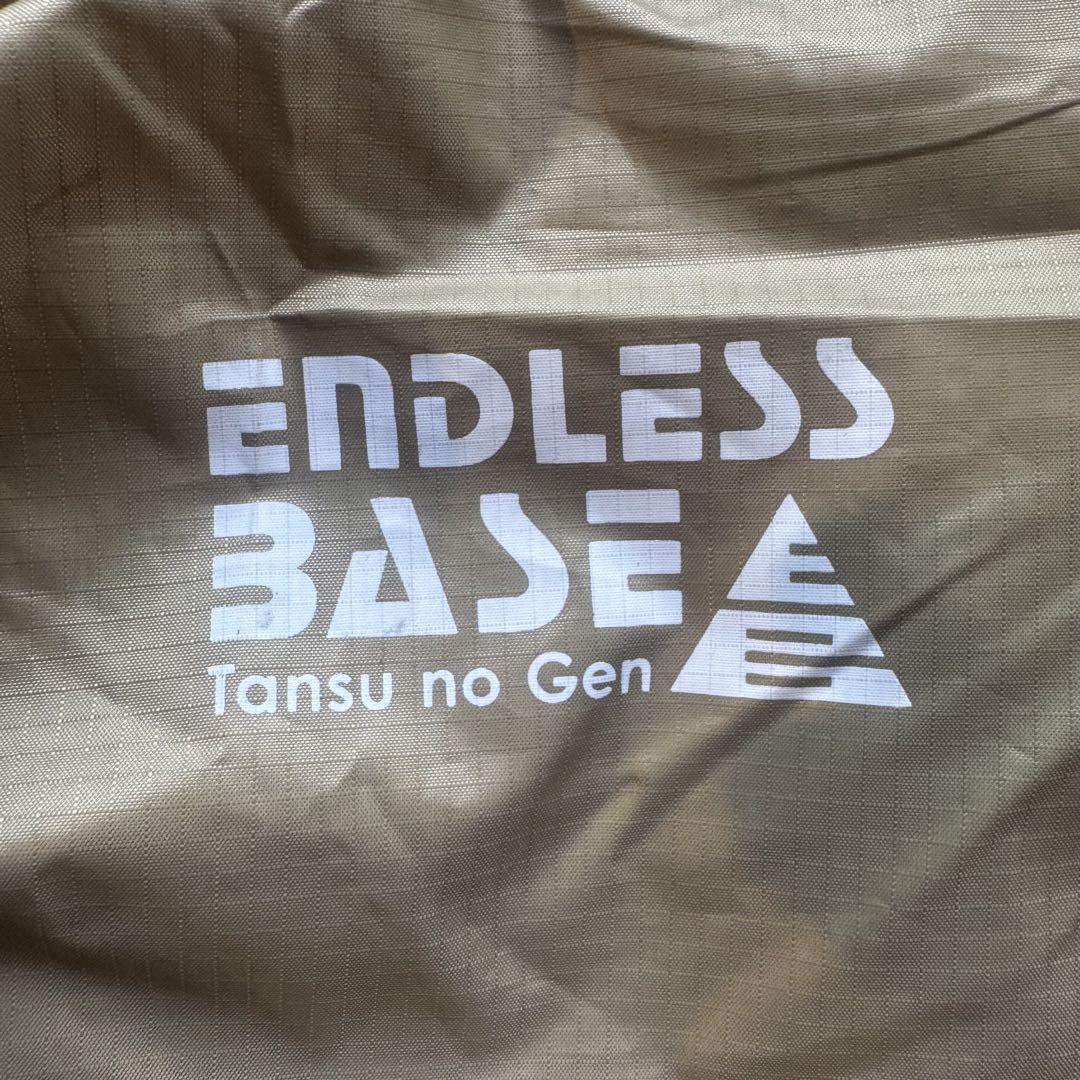 ENDLESS
BASE
Tansu no Gen